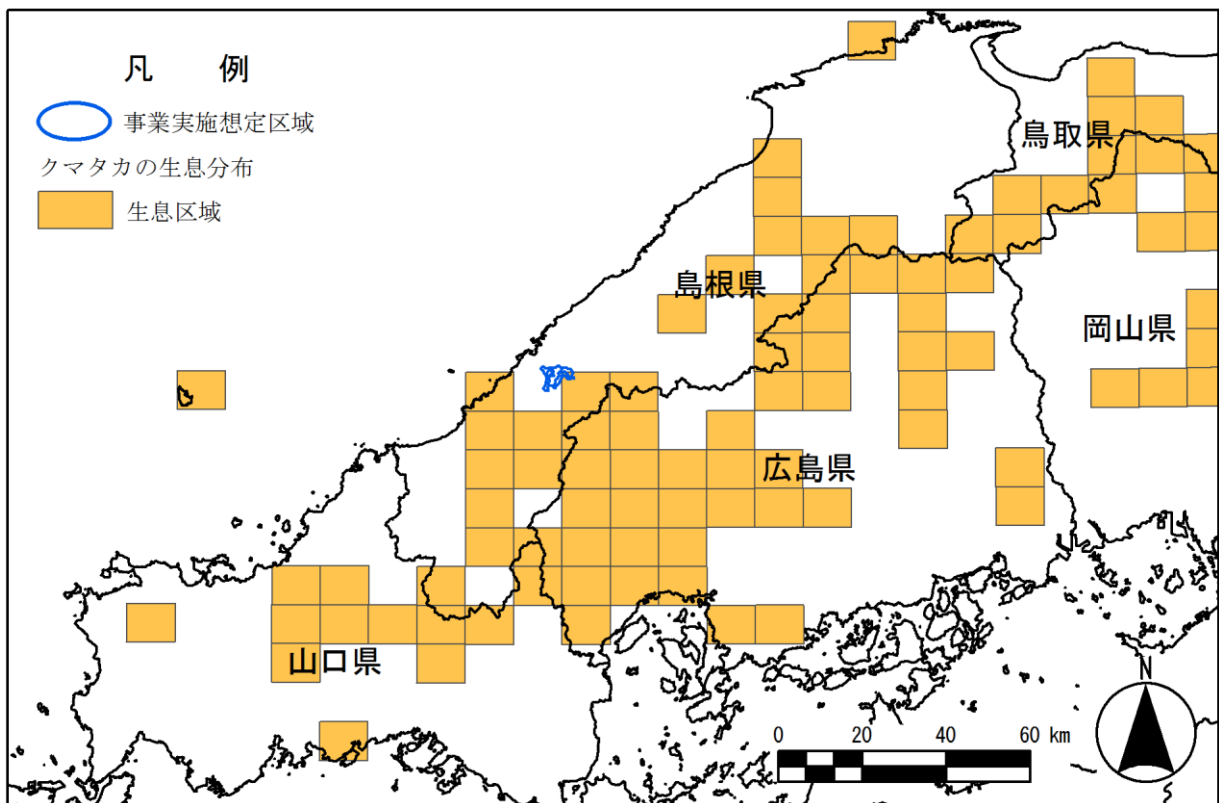 凡 例
事業実施想定区域
クマタカの生息分布
生息区域
鳥取県
島根県
岡山県
広島県
山口県
N
0 20 40 60 km